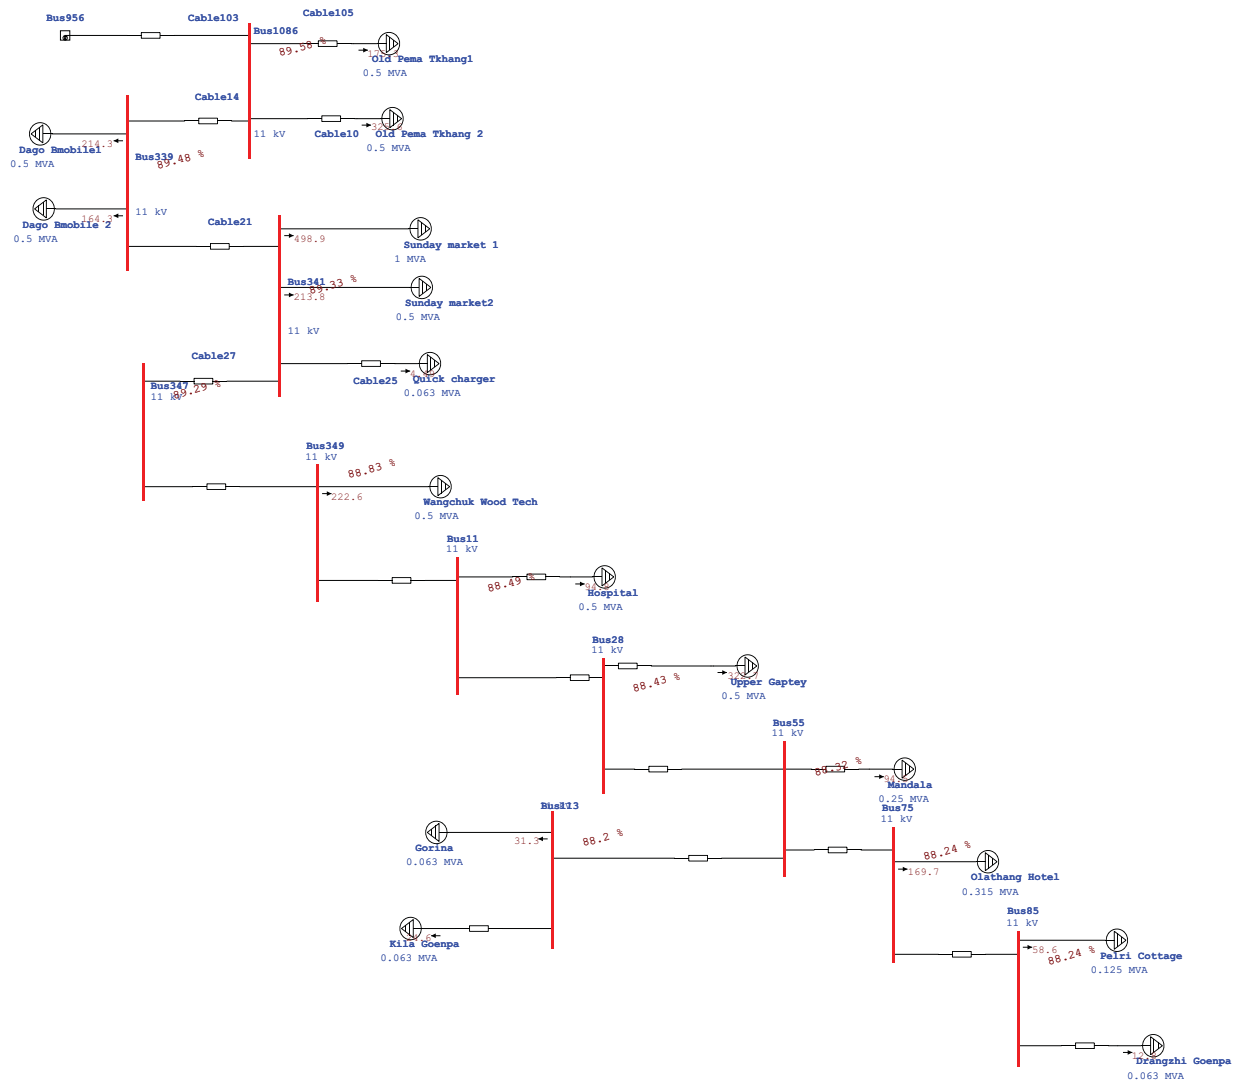 Bus956
Cable103
Cable105
Bus1086
89.58 %
Old Pema Tkhang1
0.5 MVA
Cable14
11 kV
Cable10
Old Pema Tkhang 2
0.5 MVA
214.3
Dago Bmobile1
0.5 MVA
Bus339
89.48 %
164.3
Dago Bmobile 2
0.5 MVA
11 kV
Cable21
498.9
Sunday market 1
1 MVA
Bus341
89.33 %
213.8
Sunday market2
0.5 MVA
11 kV
Cable27
Cable25
Quick charger
0.063 MVA
Bus347
89.29 %
11 kV
Bus349
11 kV
88.83 %
222.6
Wangchuk Wood Tech
0.5 MVA
Bus11
11 kV
88.49 %
Hospital
0.5 MVA
Bus28
11 kV
88.43 %
Upper Gaptey
0.5 MVA
Bus55
11 kV
88.32 %
Mandala
0.25 MVA
Bus113
88.2 %
31.3
Gorina
0.063 MVA
Kila Goenpa
0.063 MVA
Bus75
11 kV
88.24 %
169.7
Olathang Hotel
0.315 MVA
Bus85
11 kV
58.6
88.24 %
Pelri Cottage
0.125 MVA
Drangzhi Goenpa
0.063 MVA